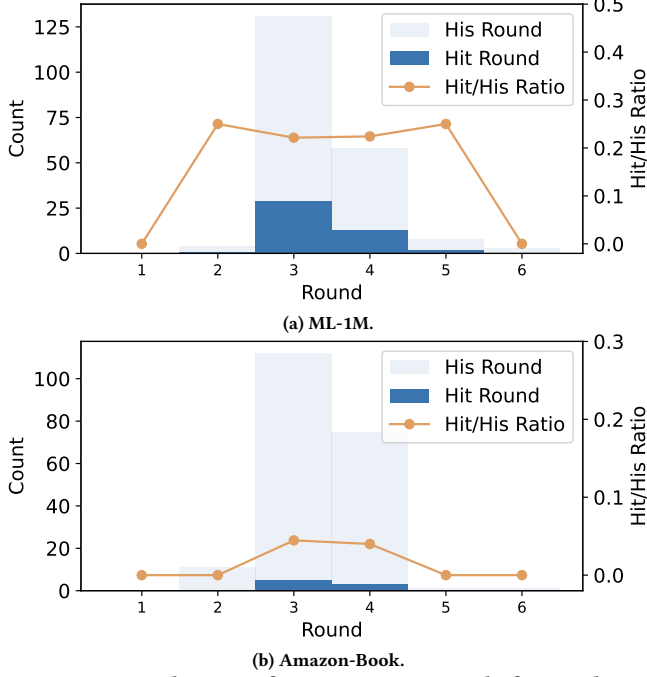 0.5
125
100
75
50
25
0
Count
His Round
Hit Round
Hit/His Ratio
0.4
0.3
0.2
0.1
0.0
Hit/His Ratio
1 2 3 4 5 6
Round
(a) ML-1M.
100
80
60
40
20
0
Count
His Round
Hit Round
Hit/His Ratio
0.3
0.2
0.1
0.0
Hit/His Ratio
1 2 3 4 5 6
Round
(b) Amazon-Book.